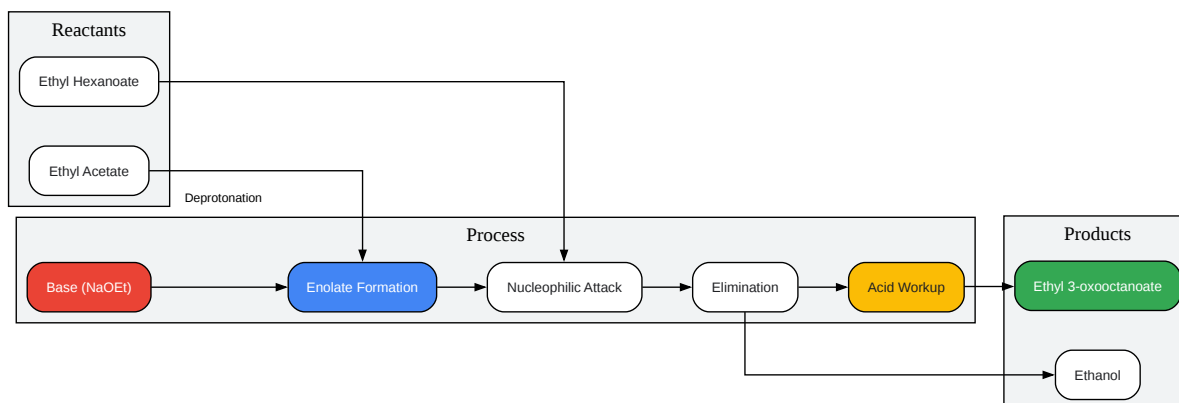 Reactants
Ethyl Hexanoate
Ethyl Acetate
Deprotonation
Process
Base (NaOEt)
Enolate Formation
Nucleophilic Attack
Elimination
Acid Workup
Products
Ethyl 3-oxooctanoate
Ethanol